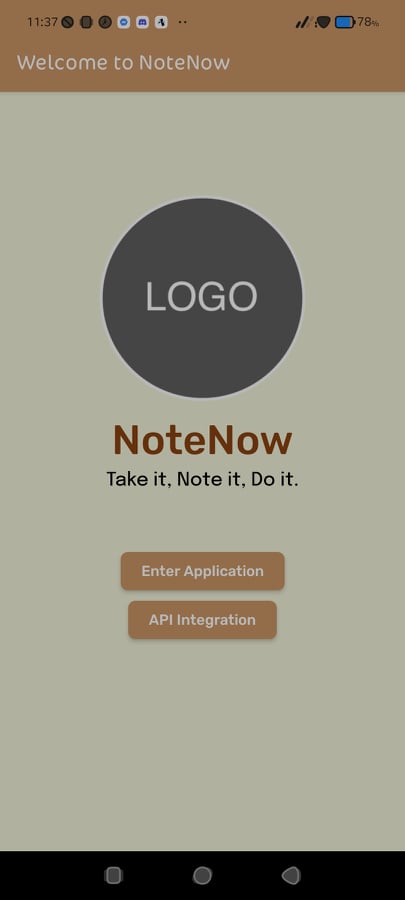 11:37 78%
Welcome to NoteNow
LOGO
NoteNow
Take it, Note it, Do it.
Enter Application
API Integration